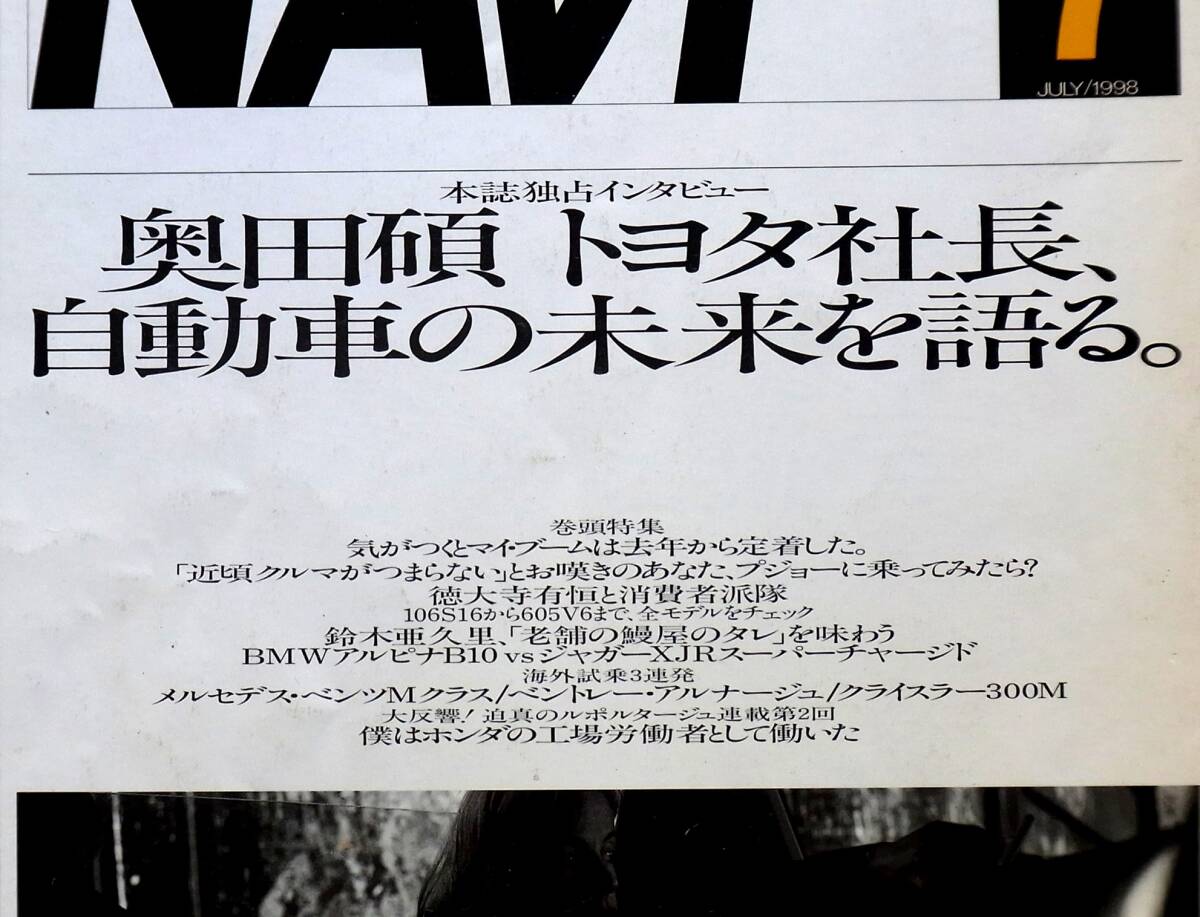 NAVI
7
JULY/1998
本誌独占インタビュー
奥田碩 トヨタ社長、
自動車の未来を語る。
巻頭特集
気がつくとマイ・ブームは去年から定着した。
「近頃クルマがつまらない」とお嘆きのあなた、プジョーに乗ってみたら?
徳大寺有恒と消費者派隊
106S16から605V6まで、全モデルをチェック
鈴木亜久里、「老舗の鰻屋のタレ」を味わう
BMWアルピナB10 vsジャガーXJRスーパーチャージド
海外試乗3連発
メルセデス・ベンツMクラス/ベントレー・アルナージュ/クライスラー300M
大反響!迫真のルポルタージュ連載第2回
僕はホンダの工場労働者として働いた